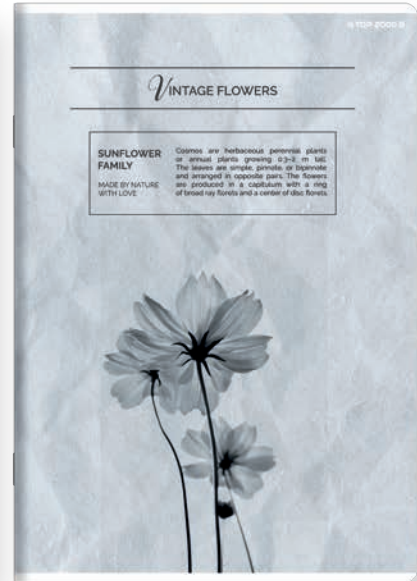 TOP 2000
VINTAGE FLOWERS
SUNFLOWER
FAMILY
MADE BY NATURE
WITH LOVE
Cosmos are herbaceous perennial plants
or annual plants growing 0.3-2 m tall.
The leaves are simple, pinnate, or bipinnate
and arranged in opposite pairs. The flowers
are produced in a capitulum with a ring
of broad ray florets and a center of disc florets